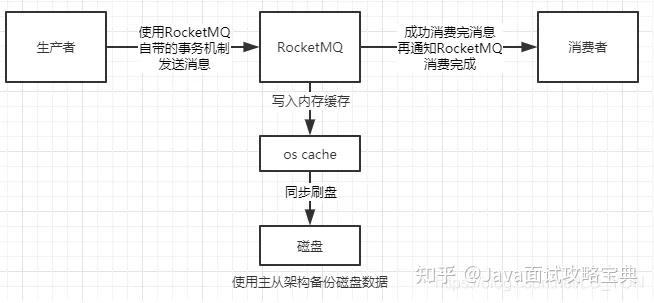 生产者
使用RocketMQ
自带的事务机制
发送消息
RocketMQ
成功消费完消息
再通知RocketMQ
消费完成
消费者
写入内存缓存
os cache
同步刷盘
磁盘
使用主从架构备份磁盘数据
知乎 @Java面试攻略宝典